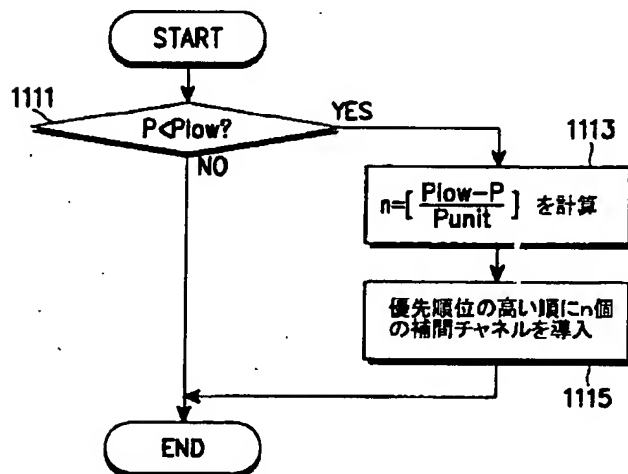 START
1111
P<Plow?
YES
NO
1113
n=[ Plow-P / Punit ] を計算
優先順位の高い順にn個
の補間チャネルを導入
1115
END